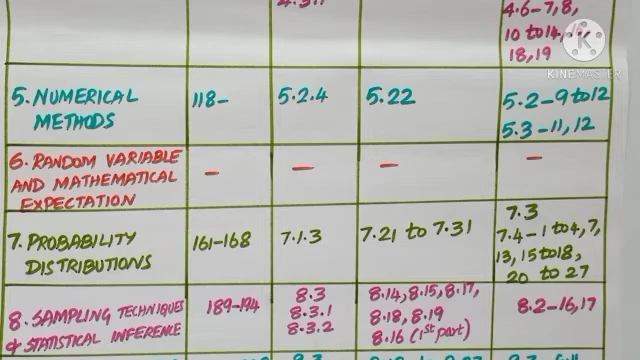 4.6-7,8,
10 to 14,
18,19
KINEMASTER
5. NUMERICAL
METHODS
118-
5.2.4
5.22
5.2-9 to 12
5.3-11, 12
6. RANDOM VARIABLE
AND MATHEMATICAL
EXPECTATION
-
-
-
-
7. PROBABILITY
DISTRIBUTIONS
161-168
7.1.3
7.21 to 7.31
7.3
7.4-1 to 4, 7,
13, 15 to 18,
20 to 27
8. SAMPLING TECHNIQUES
& STATISTICAL INFERENCE
189-194
8.3
8.3.1
8.3.2
8.14, 8.15, 8.17,
8.18, 8.19
8.16 (1st part)
8.2-16, 17